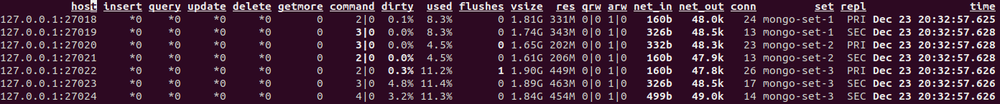 host insert query update delete getmore command dirty used flushes vsize res qrw arw net_in net_out conn set repl time
127.0.0.1:27018 *0 *0 *0 *0 0 2|0 0.1% 8.3% 0 1.81G 331M 0|0 1|0 160b 48.0k 24 mongo-set-1 PRI Dec 23 20:32:57.625
127.0.0.1:27019 *0 *0 *0 *0 0 3|0 0.0% 8.3% 0 1.74G 343M 0|0 1|0 326b 48.5k 13 mongo-set-1 SEC Dec 23 20:32:57.628
127.0.0.1:27020 *0 *0 *0 *0 0 3|0 0.0% 4.5% 0 1.65G 202M 0|0 1|0 332b 48.3k 23 mongo-set-2 PRI Dec 23 20:32:57.628
127.0.0.1:27021 *0 *0 *0 *0 0 2|0 0.0% 4.5% 0 1.61G 206M 0|0 1|0 160b 47.9k 13 mongo-set-2 SEC Dec 23 20:32:57.628
127.0.0.1:27022 *0 *0 *0 *0 0 2|0 0.3% 11.2% 1 1.90G 449M 0|0 1|0 160b 47.8k 26 mongo-set-3 PRI Dec 23 20:32:57.626
127.0.0.1:27023 *0 *0 *0 *0 0 3|0 4.8% 11.4% 0 1.89G 463M 0|0 1|0 326b 48.5k 17 mongo-set-3 SEC Dec 23 20:32:57.626
127.0.0.1:27024 *0 *0 *0 *0 0 4|0 3.2% 11.3% 0 1.84G 454M 0|0 1|0 499b 49.0k 14 mongo-set-3 SEC Dec 23 20:32:57.626